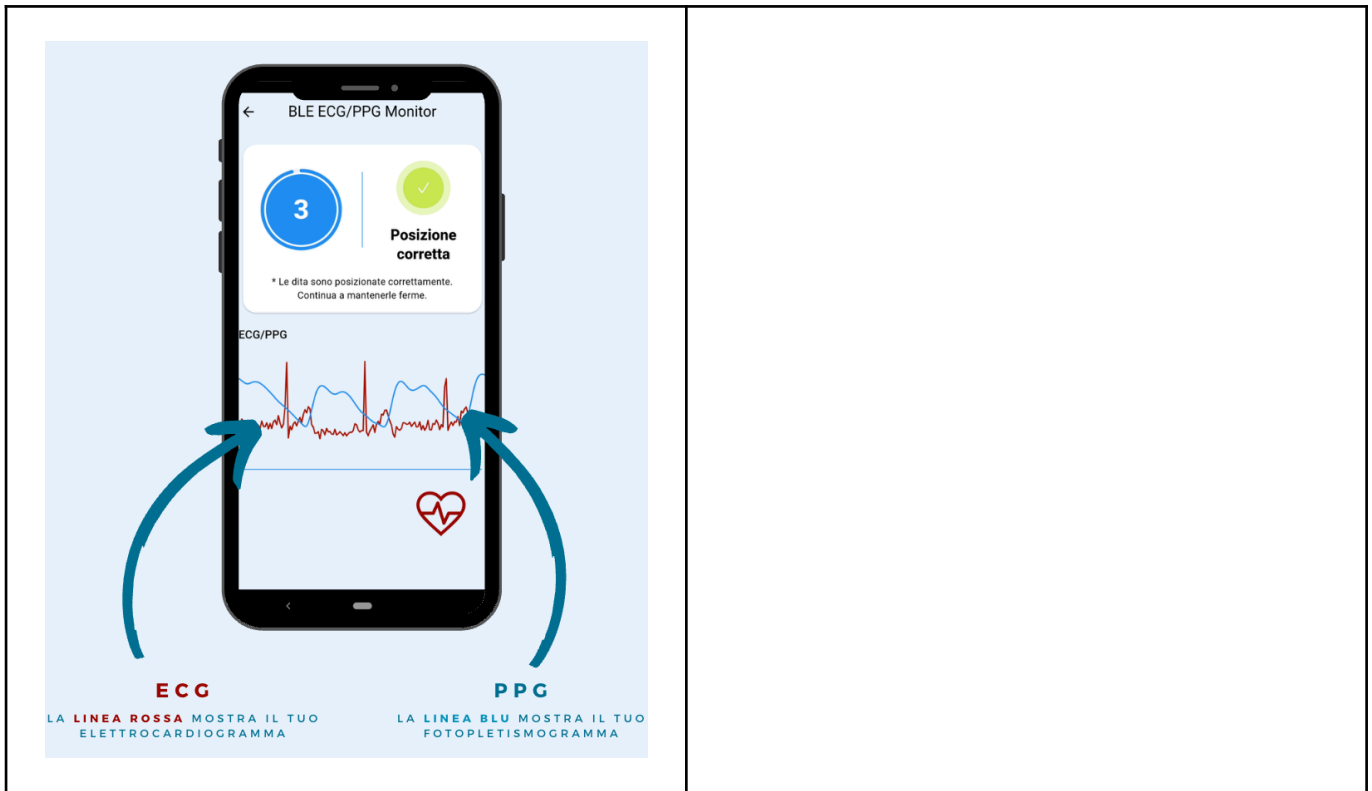 BLE ECG/PPG Monitor
3
Posizione
corretta
* Le dita sono posizionate correttamente.
Continua a mantenerle ferme.
ECG/PPG
ECG
LA LINEA ROSSA MOSTRA IL TUO
ELETTROCARDIOGRAMMA
PPG
LA LINEA BLU MOSTRA IL TUO
FOTOPLETISMOGRAMMA